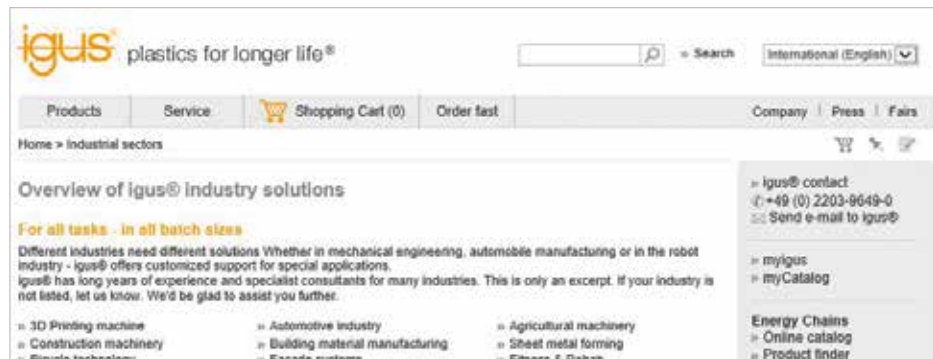 igus® plastics for longer life®
» Search
International (English)
Products
Service
Shopping Cart (0)
Order fast
Company | Press | Fairs
Home > Industrial sectors
Overview of igus® industry solutions
For all tasks - in all batch sizes
Different industries need different solutions Whether in mechanical engineering, automobile manufacturing or in the robot
industry - igus® offers customized support for special applications.
igus® has long years of experience and specialist consultants for many industries. This is only an excerpt. If your industry is
not listed, let us know. We'd be glad to assist you further.
» 3D Printing machine
» Automotive industry
» Agricultural machinery
» Construction machinery
» Building material manufacturing
» Sheet metal forming
» Bicycle technology
» Facade systems
» Fitness & Rehab
» igus® contact
+49 (0) 2203-9649-0
Send e-mail to igus®
» myigus
» myCatalog
Energy Chains
» Online catalog
» Product finder